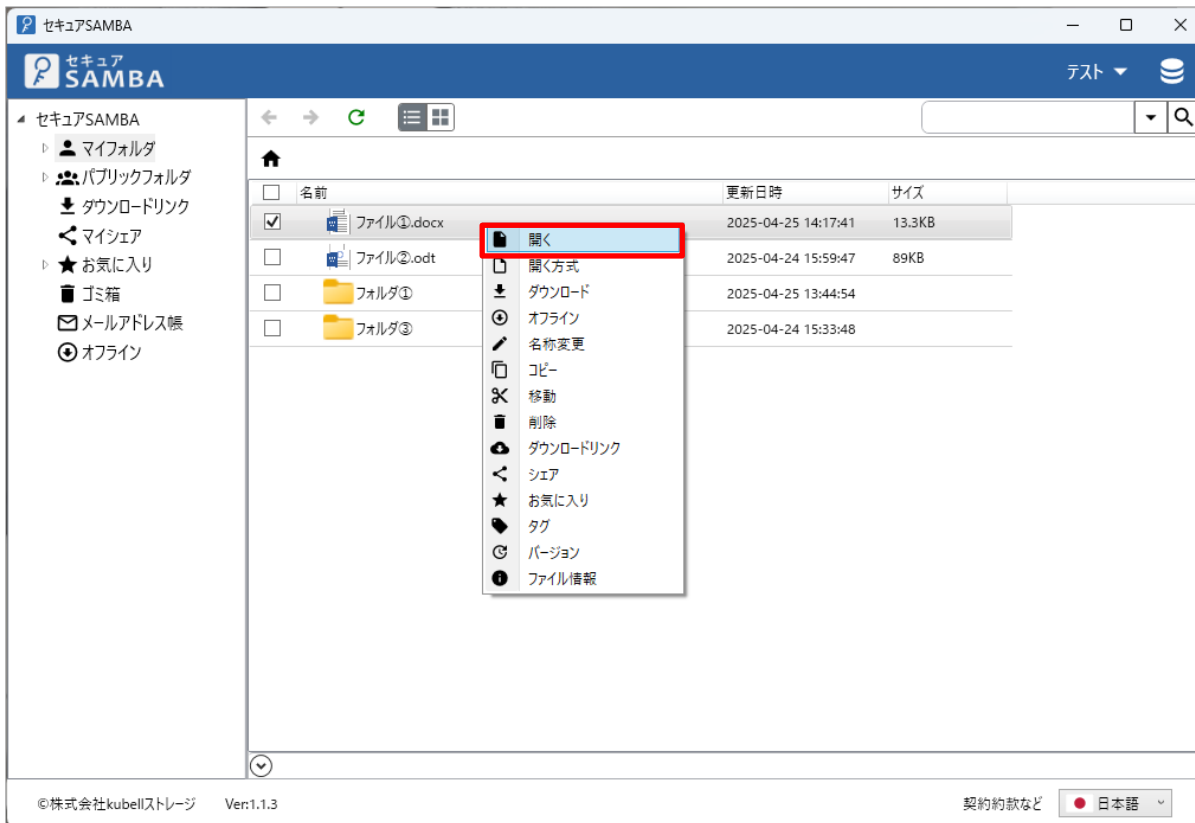 セキュアSAMBA
セキュア
SAMBA
テスト
セキュアSAMBA
マイフォルダ
パブリックフォルダ
ダウンロードリンク
マイシェア
お気に入り
ゴミ箱
メールアドレス帳
オフライン
名前 更新日時 サイズ
ファイル①.docx 2025-04-25 14:17:41 13.3KB
ファイル②.odt 2025-04-25 15:59:47 89KB
フォルダ① 2025-04-25 13:44:54
フォルダ③ 2025-04-24 15:33:48
開く
開く方式
ダウンロード
オフライン
名称変更
コピー
移動
削除
ダウンロードリンク
シェア
お気に入り
タグ
バージョン
ファイル情報
©株式会社kubellストレージ Ver:1.1.3 契約約款など 日本語